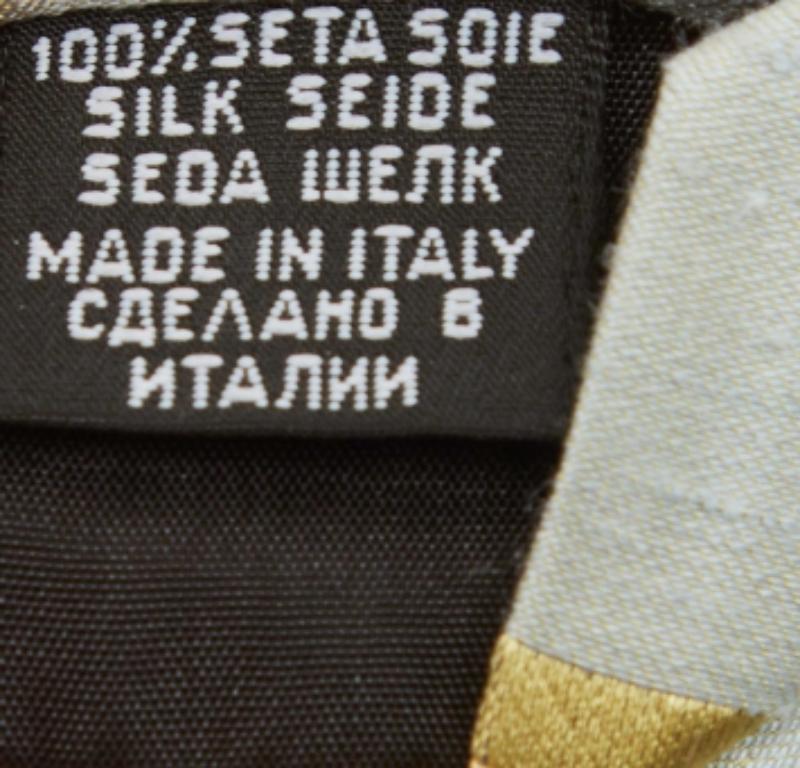 100% SETA SOIE
SILK SEIDE
SEDA ШЕЛК
MADE IN ITALY
СДЕЛАНО В
ИТАЛИИ